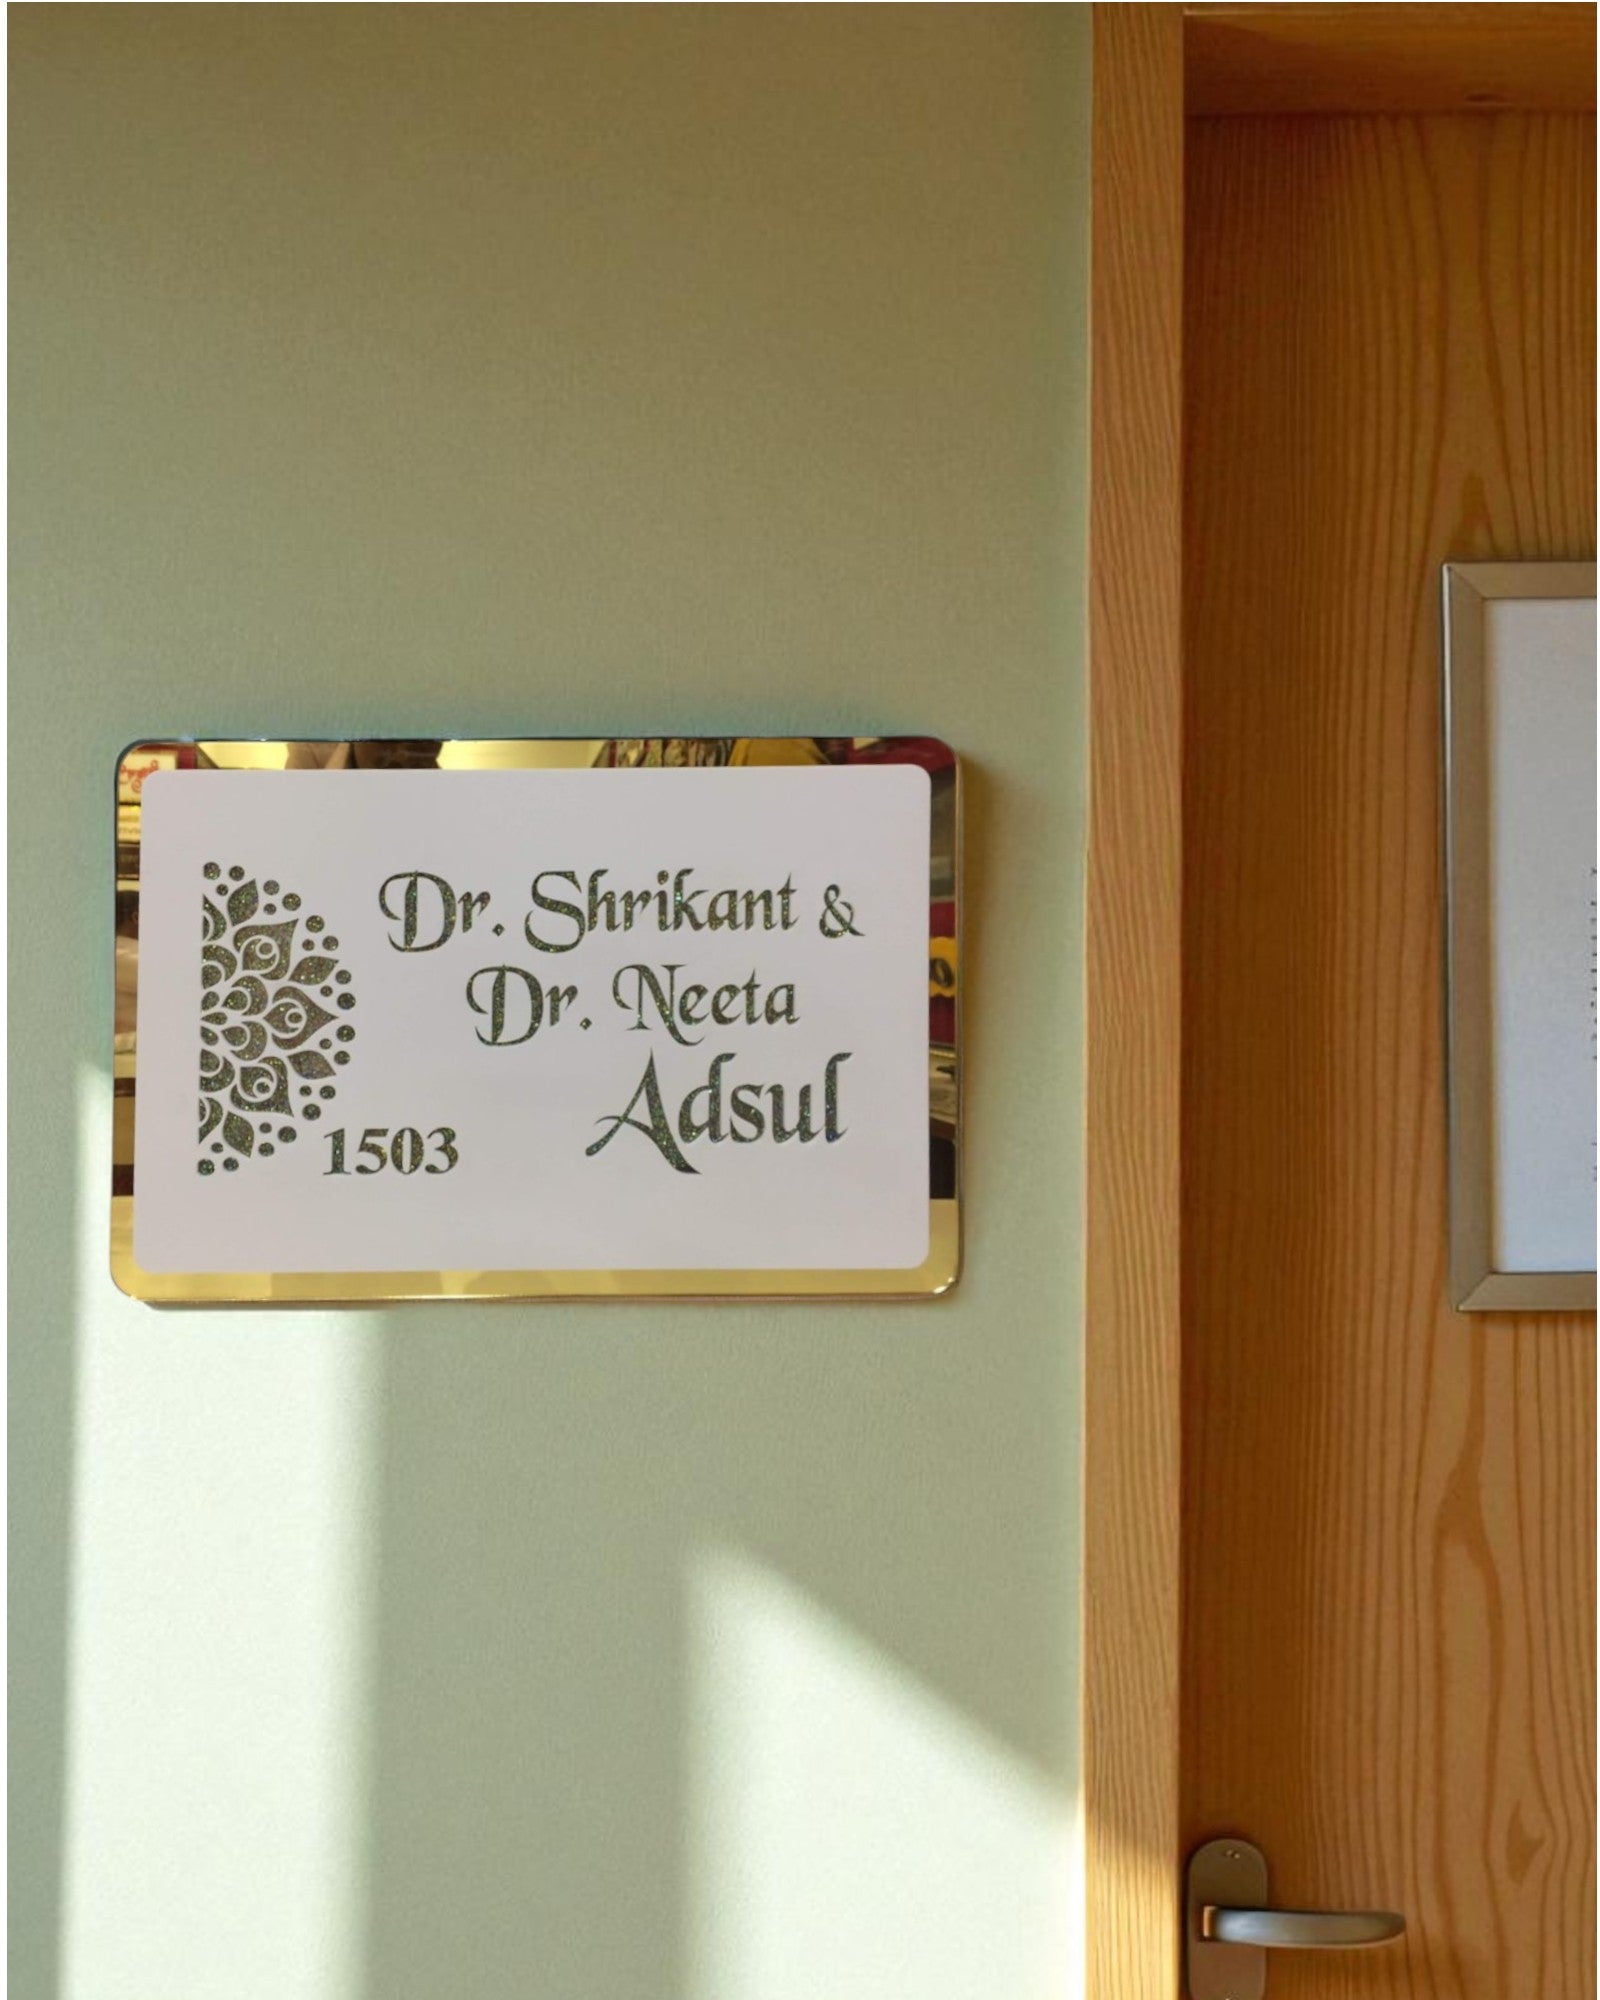 Dr. Shrikant &
Dr. Neeta
Adsul
1503